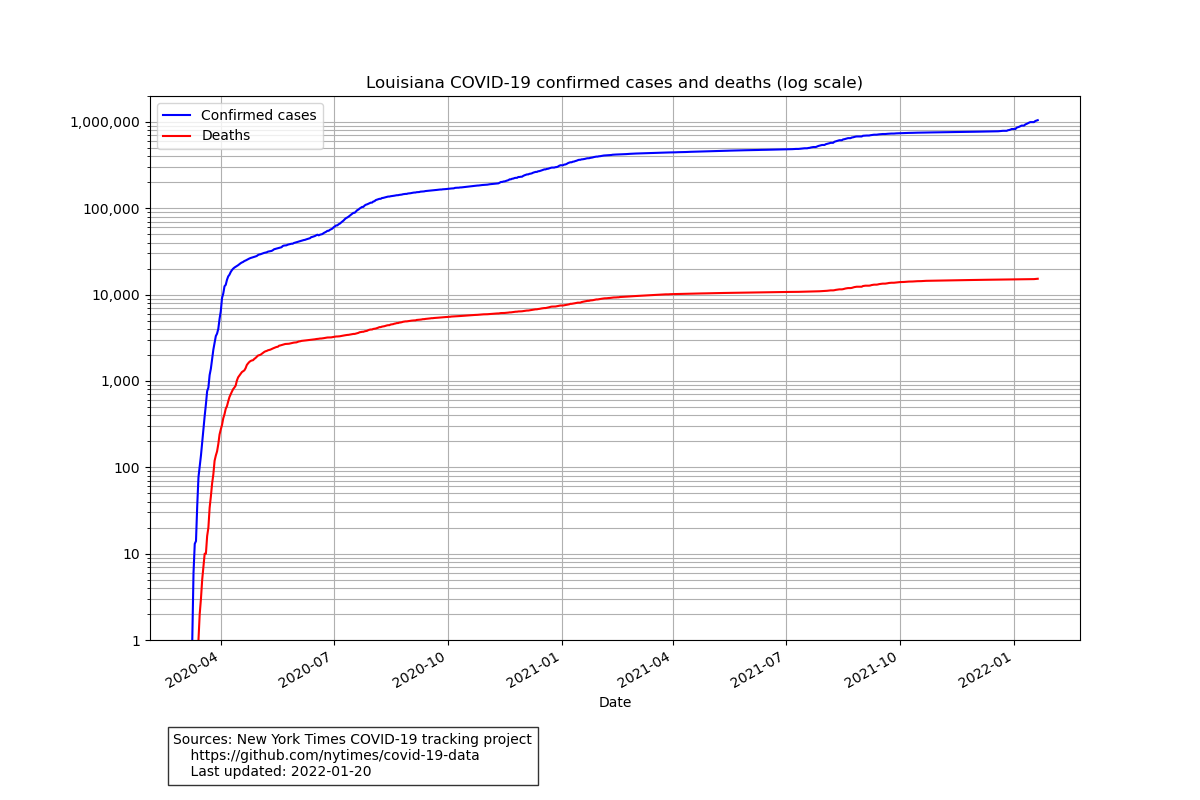 Louisiana COVID-19 confirmed cases and deaths (log scale)
Confirmed cases
Deaths
1,000,000
100,000
10,000
1,000
100
10
1
2020-04
2020-07
2020-10
2021-01
2021-04
2021-07
2021-10
2022-01
Date
Sources: New York Times COVID-19 tracking project
https://github.com/nytimes/covid-19-data
Last updated: 2022-01-20